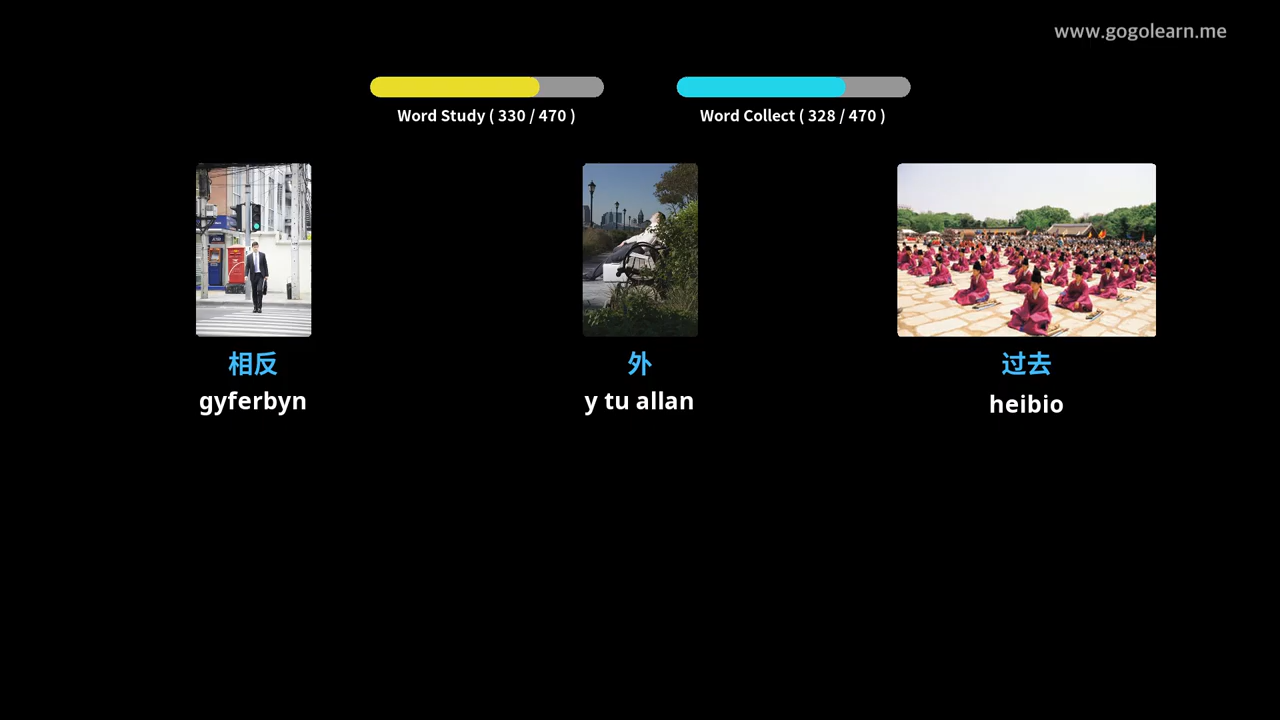 www.gogolearn.me
Word Study ( 330 / 470 )
Word Collect ( 328 / 470 )
相反
gyferbyn
外
y tu allan
过去
heibio